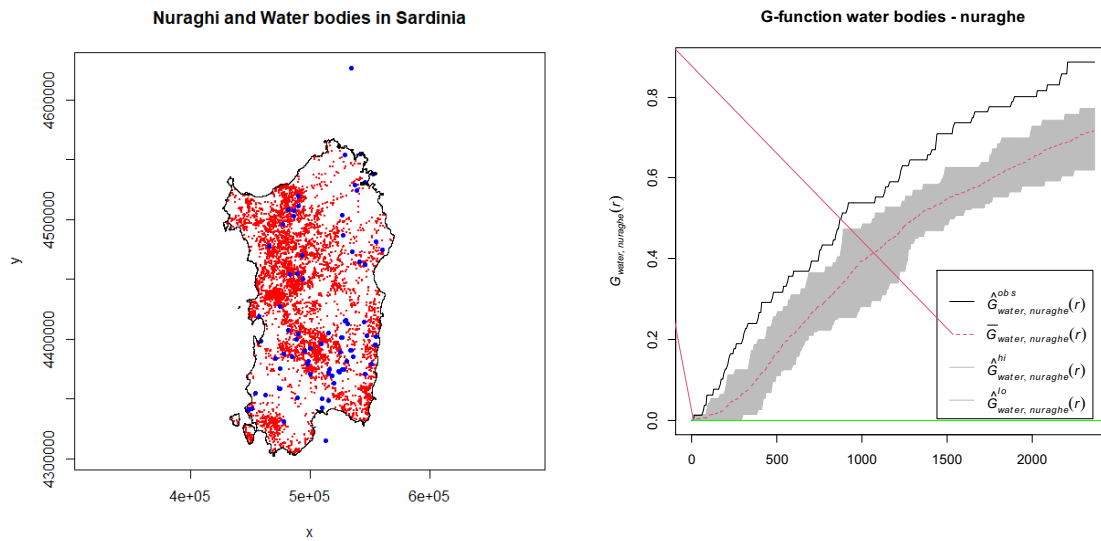 Nuraghi and Water bodies in Sardinia
4600000
4500000
4400000
4300000
y
4e+05 5e+05 6e+05
x
G-function water bodies - nuraghe
0.8
0.6
0.4
0.2
0.0
G water, nuraghe (r)
Ĝ obs water, nuraghe (r)
G̅ water, nuraghe (r)
Ĝ hi water, nuraghe (r)
Ĝ lo water, nuraghe (r)
0 500 1000 1500 2000